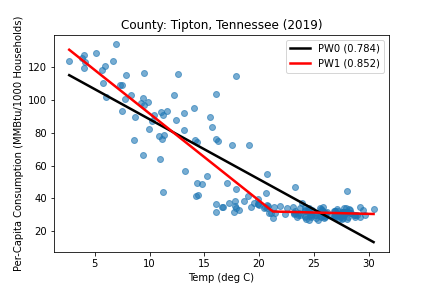 County: Tipton, Tennessee (2019)
PW0 (0.784)
PW1 (0.852)
Per-Capita Consumption (MMBtu/1000 Households)
120
100
80
60
40
20
5 10 15 20 25 30
Temp (deg C)